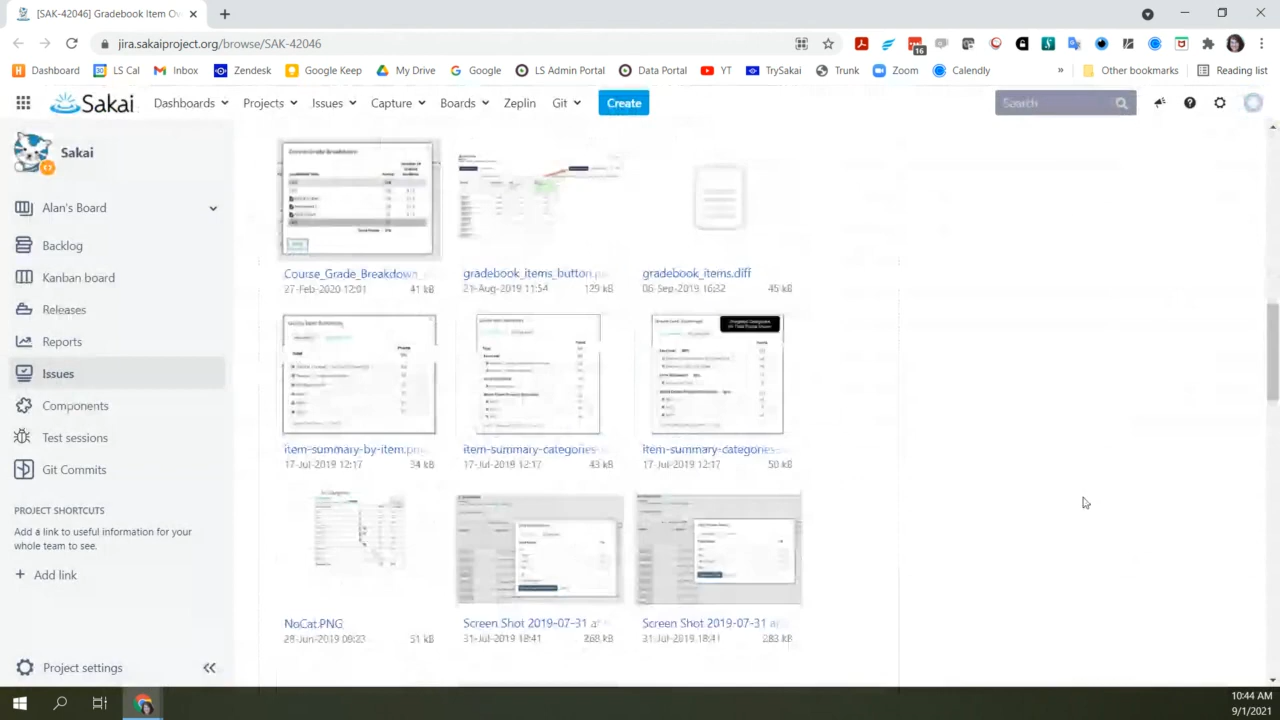 [SAK-42046] Gradebook Item Ov
jira.sakaiproject.org/browse/SAK-42046
16
Dashboard
LS Cal
Inbox
Zendesk
Google Keep
My Drive
Google
LS Admin Portal
Data Portal
YT
TrySakai
Trunk
Zoom
Calendly
»
Other bookmarks
Reading list
Sakai
Dashboards
Projects
Issues
Capture
Boards
Zeplin
Git
Create
Search
Sakai
Backlog
Kanban board
Releases
Reports
Issues
Components
Test sessions
Git Commits
PROJECT SHORTCUTS
Add a link to useful information for your
whole team to see.
+ Add link
Project settings
Course_Grade_Breakdown_
27-Feb-2020 12:01 41 kB
gradebook_items_button.
21-Aug-2019 11:54 129 kB
gradebook_items.diff
06-Sep-2019 16:32 45 kB
item-summary-by-item.
17-Jul-2019 12:17 34 kB
item-summary-categories
17-Jul-2019 12:17 43 kB
item-summary-categories
17-Jul-2019 12:17 50 kB
NoCat.PNG
28-Jun-2019 09:23 51 kB
Screen Shot 2019-07-31 at
31-Jul-2019 18:41 268 kB
Screen Shot 2019-07-31 at
31-Jul-2019 18:41 283 kB
10:44 AM
9/1/2021